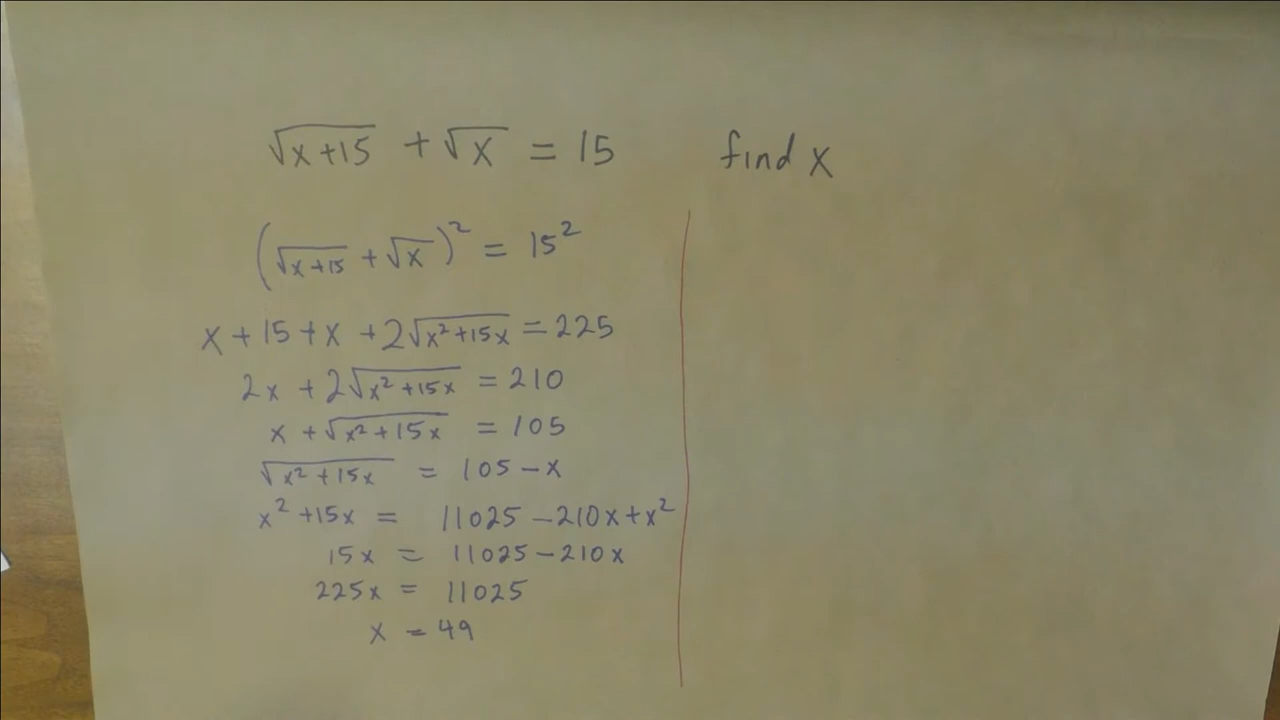 √x+15 + √x = 15 find x
(√x+15 + √x)² = 15²
x + 15 + x + 2√x² + 15x = 225
2x + 2√x² + 15x = 210
x + √x² + 15x = 105
√x² + 15x = 105 - x
x² + 15x = 11025 - 210x + x²
15x = 11025 - 210x
225x = 11025
x = 49